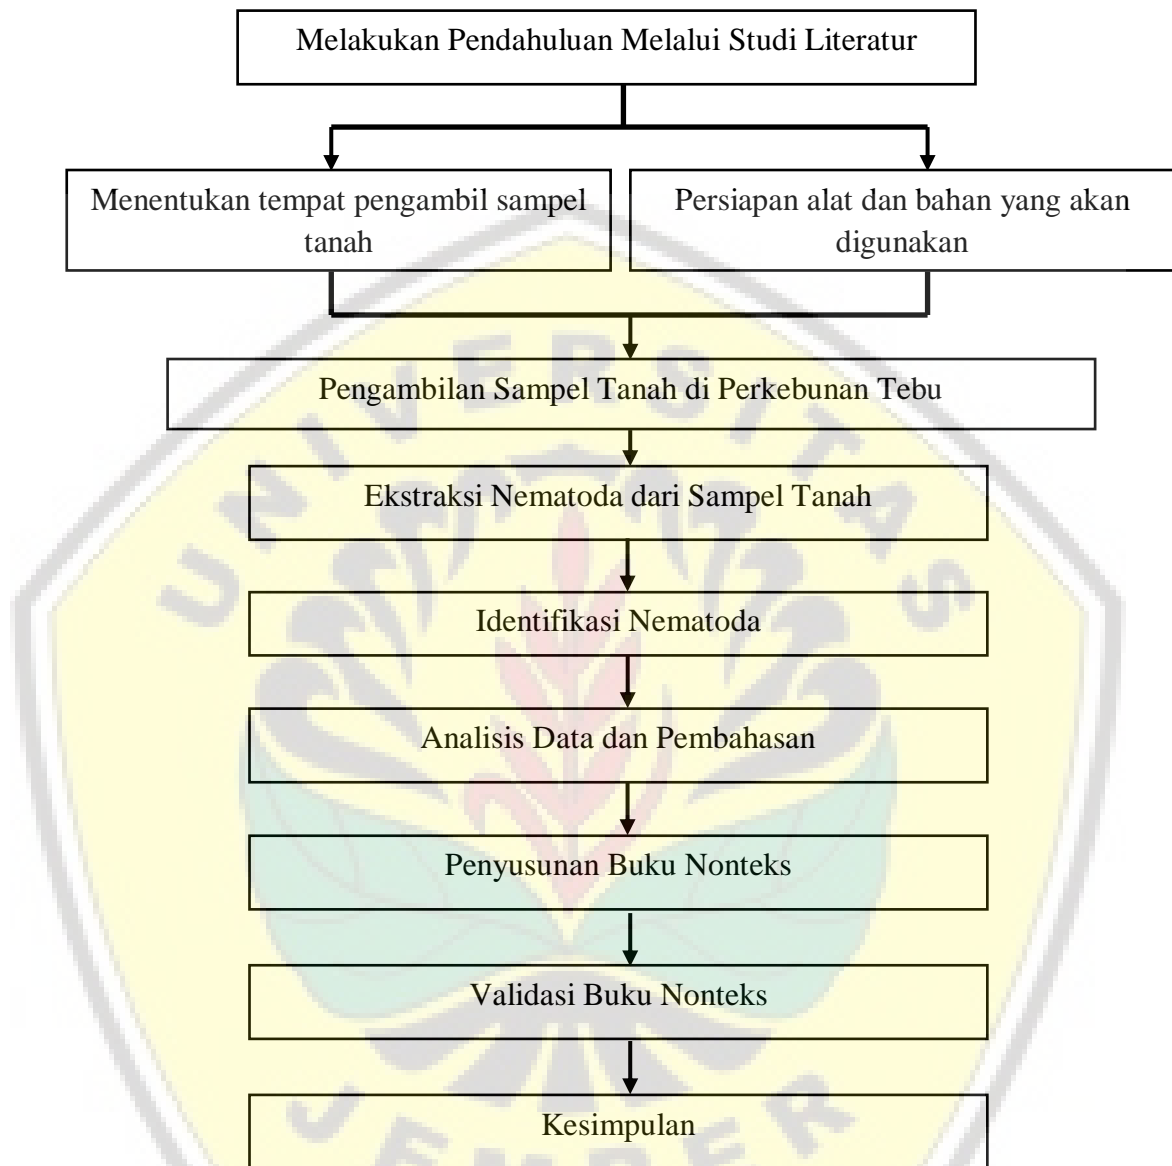 Melakukan Pendahuluan Melalui Studi Literatur
Menentukan tempat pengambil sampel
tanah
Persiapan alat dan bahan yang akan
digunakan
Pengambilan Sampel Tanah di Perkebunan Tebu
Ekstraksi Nematoda dari Sampel Tanah
Identifikasi Nematoda
Analisis Data dan Pembahasan
Penyusunan Buku Nonteks
Validasi Buku Nonteks
Kesimpulan
UNIVERSITAS
JEMBER